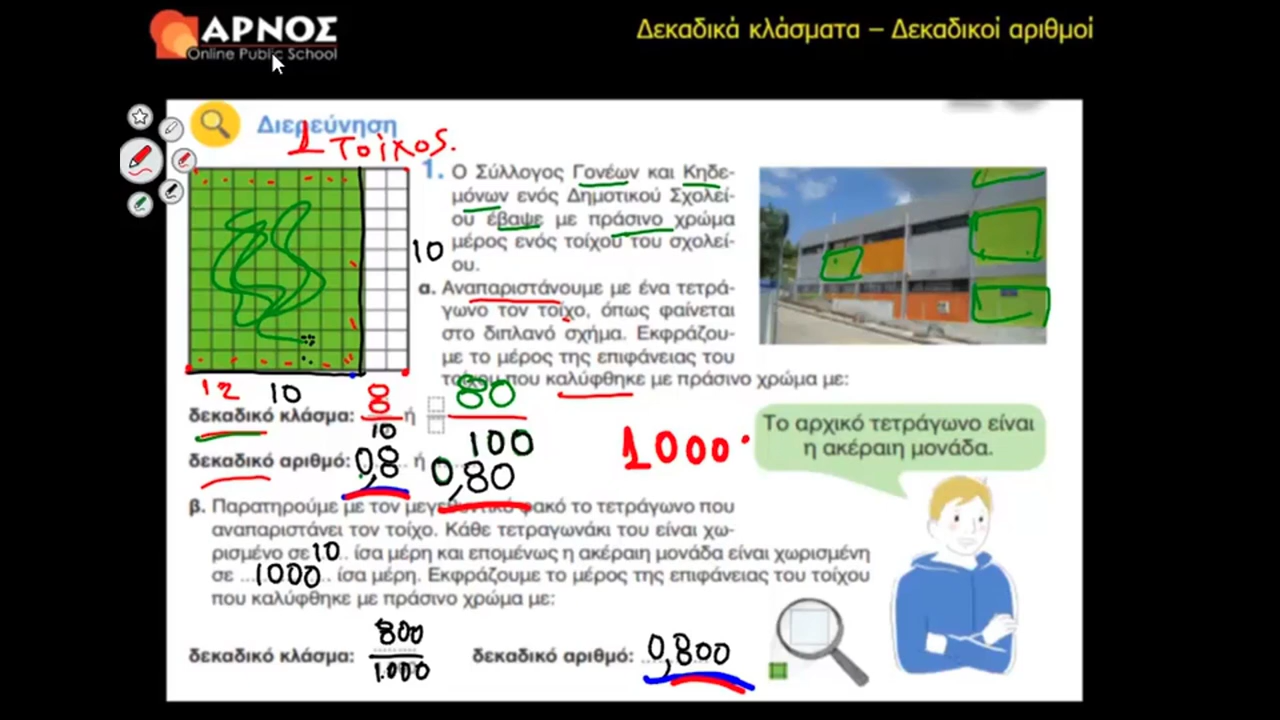 ΑΡΝΟΣ
Online Public School
Δεκαδικά κλάσματα – Δεκαδικοί αριθμοί
Διερεύνηση
1 τοίχος.
1. Ο Σύλλογος Γονέων και Κηδε-
μόνων ενός Δημοτικού Σχολεί-
ου έβαψε με πράσινο χρώμα
μέρος ενός τοίχου του σχολεί-
ου.
10
α. Αναπαριστάνουμε με ένα τετρά-
γωνο τον τοίχο, όπως φαίνεται
στο διπλανό σχήμα. Εκφράζου-
με το μέρος της επιφάνειας του
τοίχου που καλύφθηκε με πράσινο χρώμα με:
12 10
δεκαδικό κλάσμα: 8/10 ή 80/100
δεκαδικό αριθμό: 0,8 ή 0,80
1000
Το αρχικό τετράγωνο είναι
η ακέραιη μονάδα.
β. Παρατηρούμε με τον μεγεθυντικό φακό το τετράγωνο που
αναπαριστάνει τον τοίχο. Κάθε τετραγωνάκι του είναι χω-
ρισμένο σε 10 .. ίσα μέρη και επομένως η ακέραιη μονάδα είναι χωρισμένη
σε ...1000.. ίσα μέρη. Εκφράζουμε το μέρος της επιφάνειας του τοίχου
που καλύφθηκε με πράσινο χρώμα με:
δεκαδικό κλάσμα: 800/1.000 δεκαδικό αριθμό: 0,800